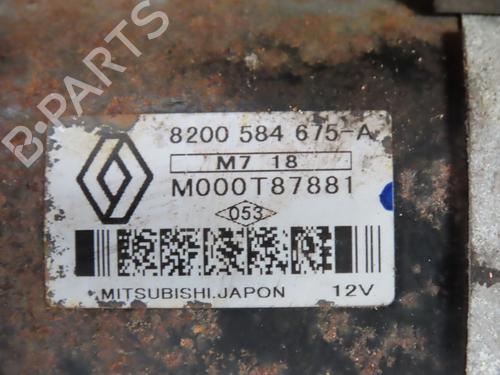 B-PARTS
8200 584 675-A
M7 18
M000T87881
053
MITSUBISHI.JAPON 12V